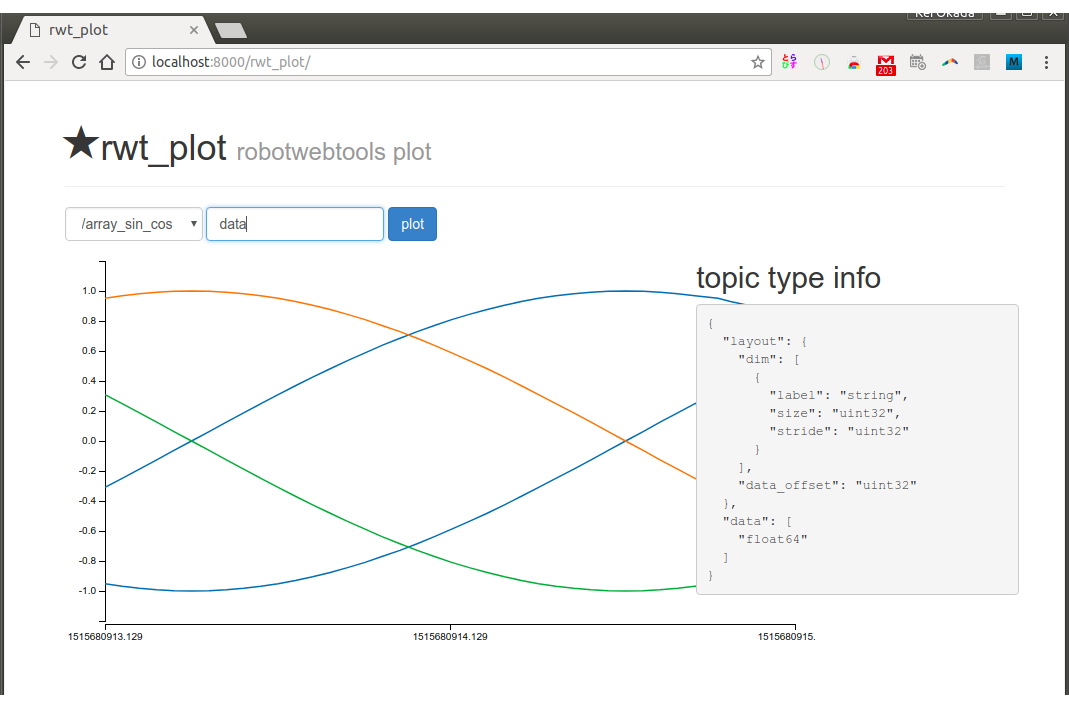 rwt_plot ×
localhost:8000/rwt_plot/
203
M
★rwt_plot robotwebtools plot
/array_sin_cos data plot
topic type info
1.0
0.8
0.6
0.4
0.2
0.0
-0.2
-0.4
-0.6
-0.8
-1.0
1515680913.129 1515680914.129 1515680915.
{
"layout": {
"dim": [
{
"label": "string",
"size": "uint32",
"stride": "uint32"
}
],
"data_offset": "uint32"
},
"data": [
"float64"
]
}